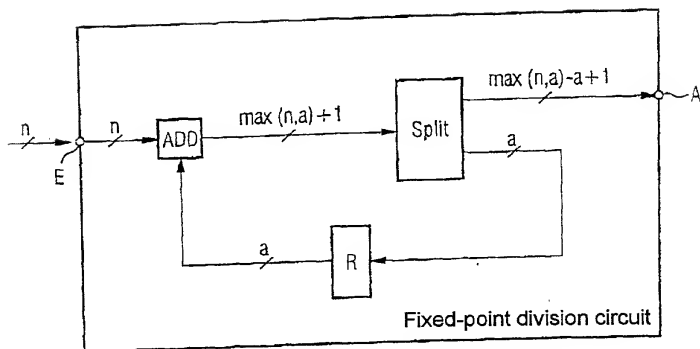 max (n,a)-a+1
A
n
n
ADD
max (n,a)+1
Split
E
a
a
R
Fixed-point division circuit